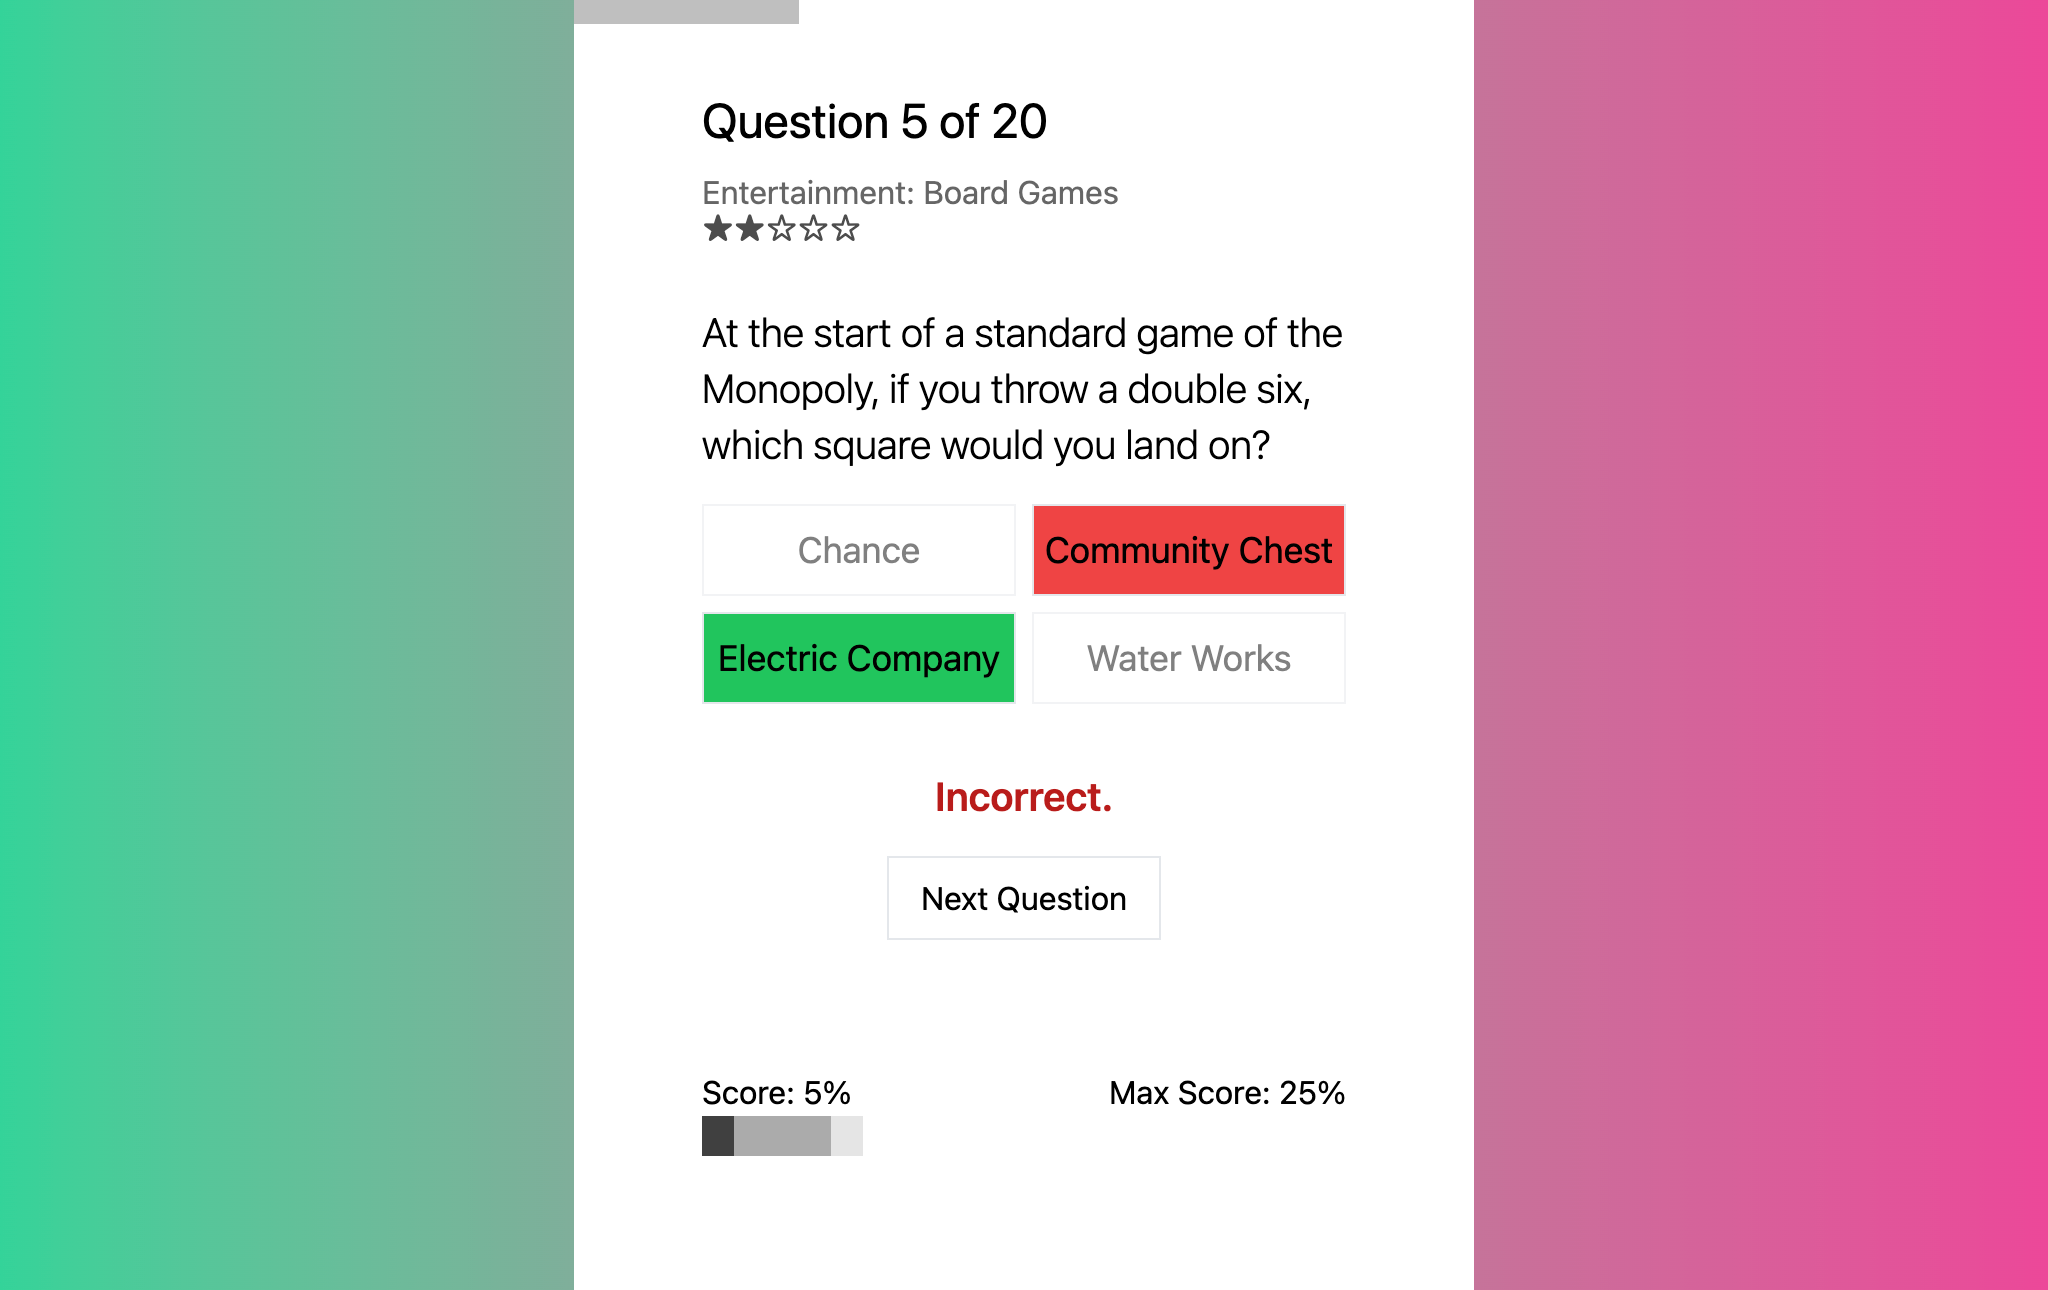 Question 5 of 20
Entertainment: Board Games
★★☆☆☆
At the start of a standard game of the
Monopoly, if you throw a double six,
which square would you land on?
Chance
Community Chest
Electric Company
Water Works
Incorrect.
Next Question
Score: 5%
Max Score: 25%